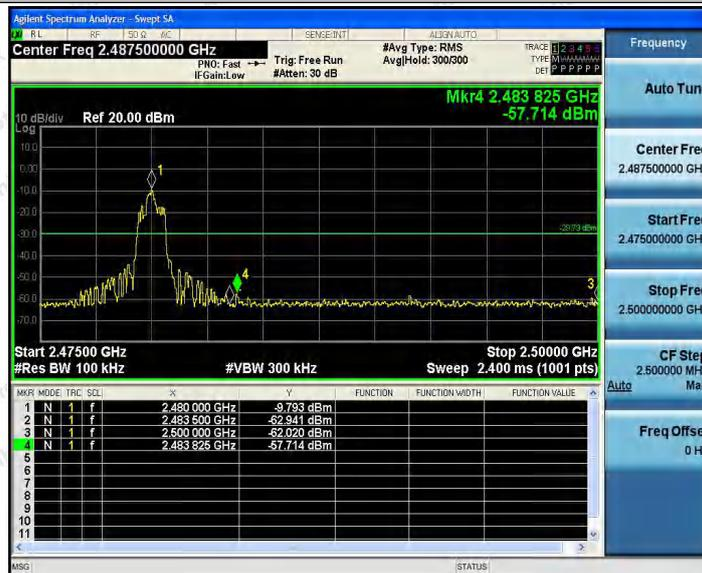 Agilent Spectrum Analyzer - Swept SA
RL RF 50 Ω AC SENSE:INT ALIGN AUTO
Center Freq 2.487500000 GHz
PNO: Fast
IFGain:Low
Trig: Free Run
#Atten: 30 dB
#Avg Type: RMS
Avg|Hold: 300/300
TRACE 1 2 3 4 5 6
TYPE M
DET P P P P P P
Mkr4 2.483 825 GHz
-57.714 dBm
10 dB/div Ref 20.00 dBm
Log
10.0
0.00
-10.0
-20.0
-30.0
-40.0
-50.0
-60.0
-70.0
1
4
3
-29.79 dBm
Start 2.47500 GHz Stop 2.50000 GHz
#Res BW 100 kHz #VBW 300 kHz Sweep 2.400 ms (1001 pts)
MKR MODE TRC SCL X Y FUNCTION FUNCTION WIDTH FUNCTION VALUE
1 N 1 f 2.480 000 GHz -9.793 dBm
2 N 1 f 2.483 500 GHz -62.941 dBm
3 N 1 f 2.500 000 GHz -62.020 dBm
4 N 1 f 2.483 825 GHz -57.714 dBm
5
6
7
8
9
10
11
MSG STATUS
Frequency
Auto Tun
Center Fre
2.487500000 GH
Start Fre
2.475000000 GH
Stop Fre
2.500000000 GH
CF Step
2.500000 MH
Auto Ma
Freq Offse
0 H